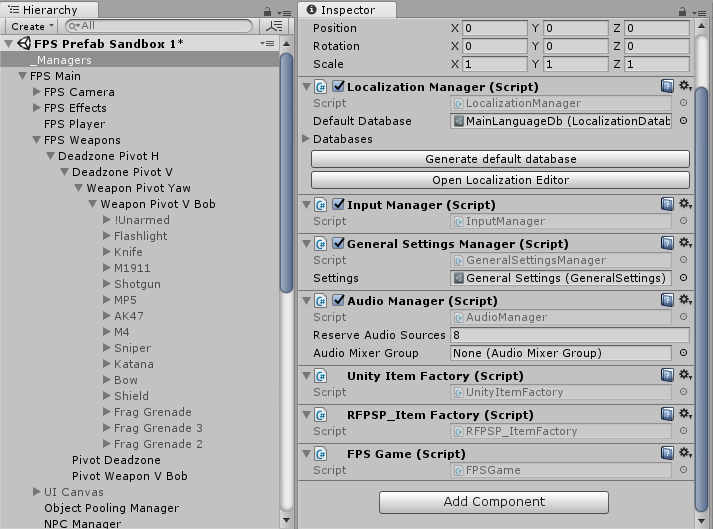 Hierarchy
Create
All
FPS Prefab Sandbox 1*
_Managers
FPS Main
FPS Camera
FPS Effects
FPS Player
FPS Weapons
Deadzone Pivot H
Deadzone Pivot V
Weapon Pivot Yaw
Weapon Pivot V Bob
!Unarmed
Flashlight
Knife
M1911
Shotgun
MP5
AK47
M4
Sniper
Katana
Bow
Shield
Frag Grenade
Frag Grenade 3
Frag Grenade 2
Pivot Deadzone
Pivot Weapon V Bob
UI Canvas
Object Pooling Manager
NPC Manager
Inspector
Position X 0 Y 0 Z 0
Rotation X 0 Y 0 Z 0
Scale X 1 Y 1 Z 1
C# Localization Manager (Script)
Script LocalizationManager
Default Database MainLanguageDb (LocalizationDatab
Databases
Generate default database
Open Localization Editor
C# Input Manager (Script)
Script InputManager
C# General Settings Manager (Script)
Script GeneralSettingsManager
Settings General Settings (GeneralSettings)
C# Audio Manager (Script)
Script AudioManager
Reserve Audio Sources 8
Audio Mixer Group None (Audio Mixer Group)
C# Unity Item Factory (Script)
Script UnityItemFactory
C# RFPSP_Item Factory (Script)
Script RFPSP_ItemFactory
C# FPS Game (Script)
Script FPSGame
Add Component